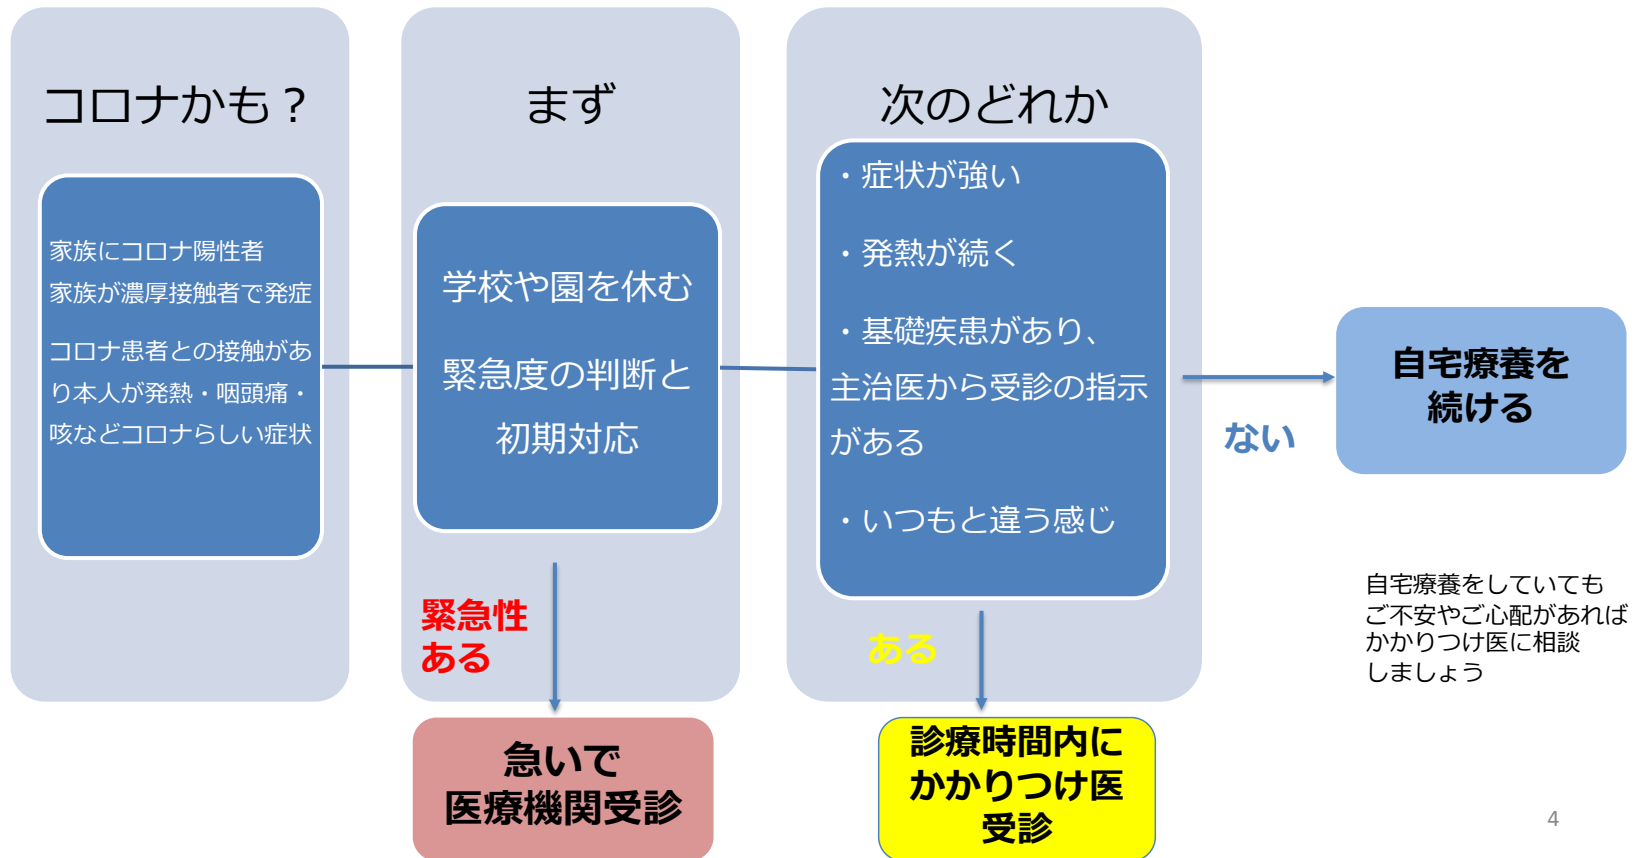 コロナかも？
家族にコロナ陽性者
家族が濃厚接触者で発症
コロナ患者との接触があ
り本人が発熱・咽頭痛・
咳などコロナらしい症状
まず
学校や園を休む
緊急度の判断と
初期対応
緊急性
ある
急いで
医療機関受診
次のどれか
・症状が強い
・発熱が続く
・基礎疾患があり、
主治医から受診の指示
がある
・いつもと違う感じ
ある
診療時間内に
かかりつけ医
受診
ない
自宅療養を
続ける
自宅療養をしていても
ご不安やご心配があれば
かかりつけ医に相談
しましょう
4